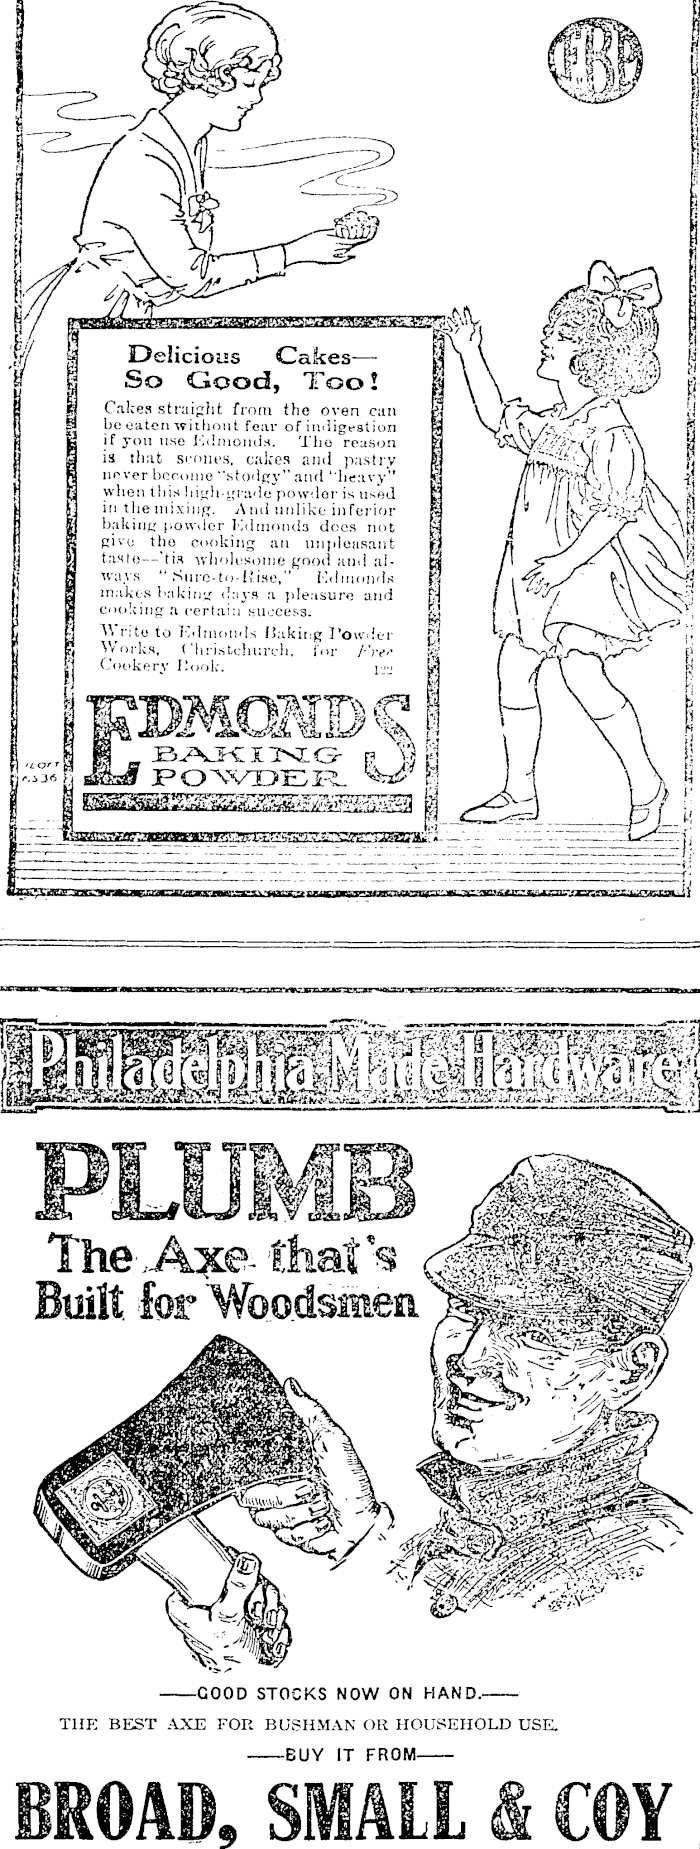 Delicious Cakes—
So Good, Too!
Cakes straight from the oven can
be eaten without fear of indigestion
if you use Edmonds. The reason
is that scones, cakes and pastry
never become "stodgy" and "heavy"
when this high-grade powder is used
in the mixing. And unlike inferior
baking powder Edmonds does not
give the cooking an unpleasant
taste—'tis wholesome good and al-
ways "Sure-to-Rise," Edmonds
makes baking days a pleasure and
cooking a certain success.
Write to Edmonds Baking Powder
Works, Christchurch, for Free
Cookery Book. 122
EDMONDS
BAKING
POWDER
Philadelphia Made Hardware
PLUMB
The Axe that's
Built for Woodsmen
—GOOD STOCKS NOW ON HAND.—
THE BEST AXE FOR BUSHMAN OR HOUSEHOLD USE.
—BUY IT FROM—
BROAD, SMALL & COY